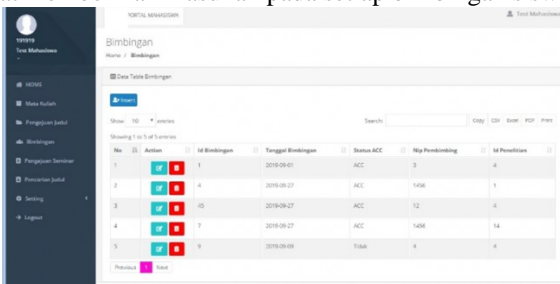 PORTAL MAHASISWA
Test Mahasiswa
191919
Test Mahasiswa
HOME
Mata Kuliah
Pengajuan Judul
Bimbingan
Pengajuan Seminar
Pencarian Judul
Setting
Logout
Bimbingan
Home / Bimbingan
Data Table Bimbingan
Insert
Show 10 entries
Search:
Copy CSV Excel PDF Print
Showing 1 to 5 of 5 entries
No Action Id Bimbingan Tanggal Bimbingan Status ACC Nip Pembimbing Id Penelitian
1 1 2019-09-01 ACC 3 4
2 4 2019-09-27 ACC 1456 1
3 45 2019-09-27 ACC 12 4
4 7 2019-09-27 ACC 1456 14
5 9 2019-09-09 Tidak 4 4
Previous 1 Next